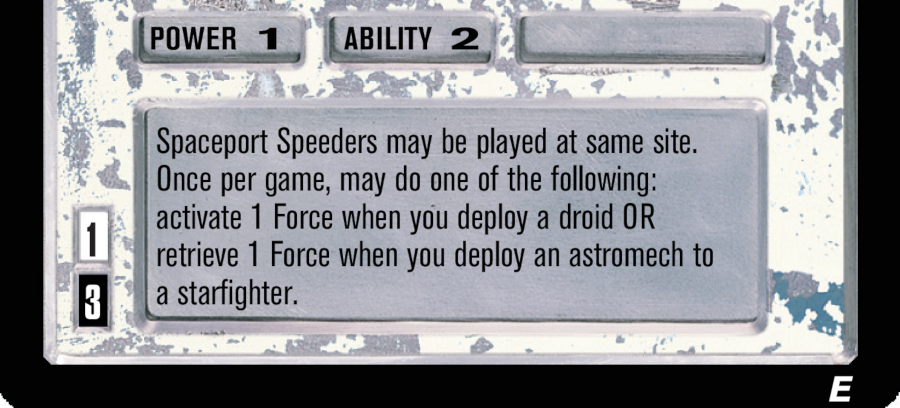 POWER 1 ABILITY 2
Spaceport Speeders may be played at same site.
Once per game, may do one of the following:
activate 1 Force when you deploy a droid OR
retrieve 1 Force when you deploy an astromech to
a starfighter.
1
3
E